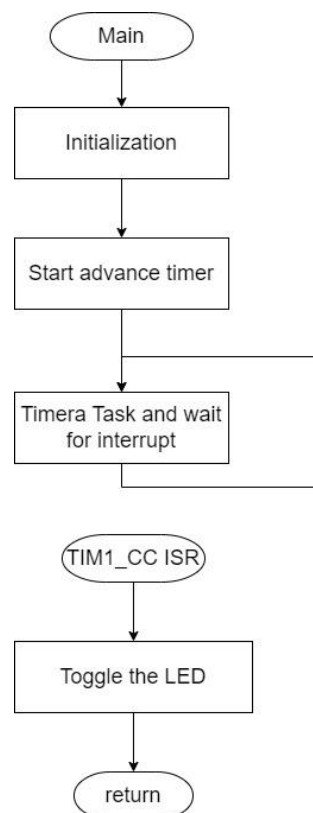 Main
Initialization
Start advance timer
Timera Task and wait
for interrupt
TIM1_CC ISR
Toggle the LED
return